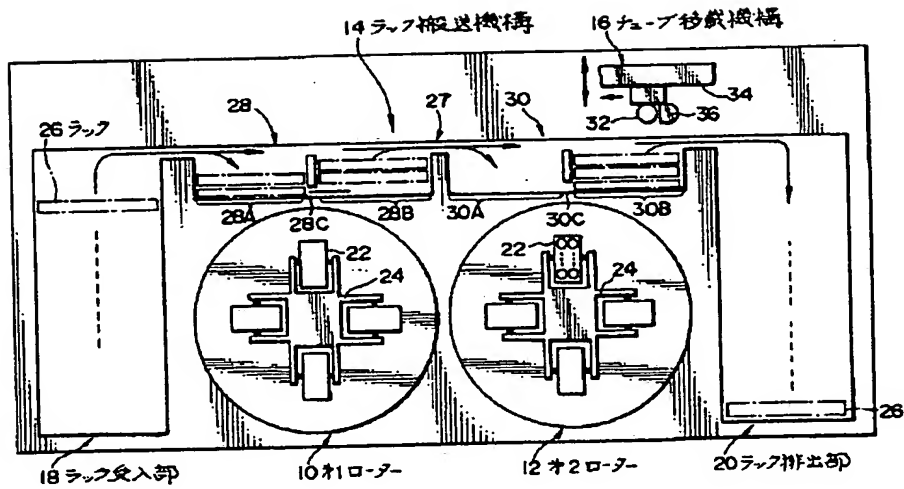 14 ラック搬送機構
16 チューブ移載機構
34
28
27
30
32
36
26 ラック
28A
28C
28B
30A
30C
30B
22
22
24
24
26
18 ラック受入部
10 オ1ローター
12 オ2ローター
20 ラック排出部